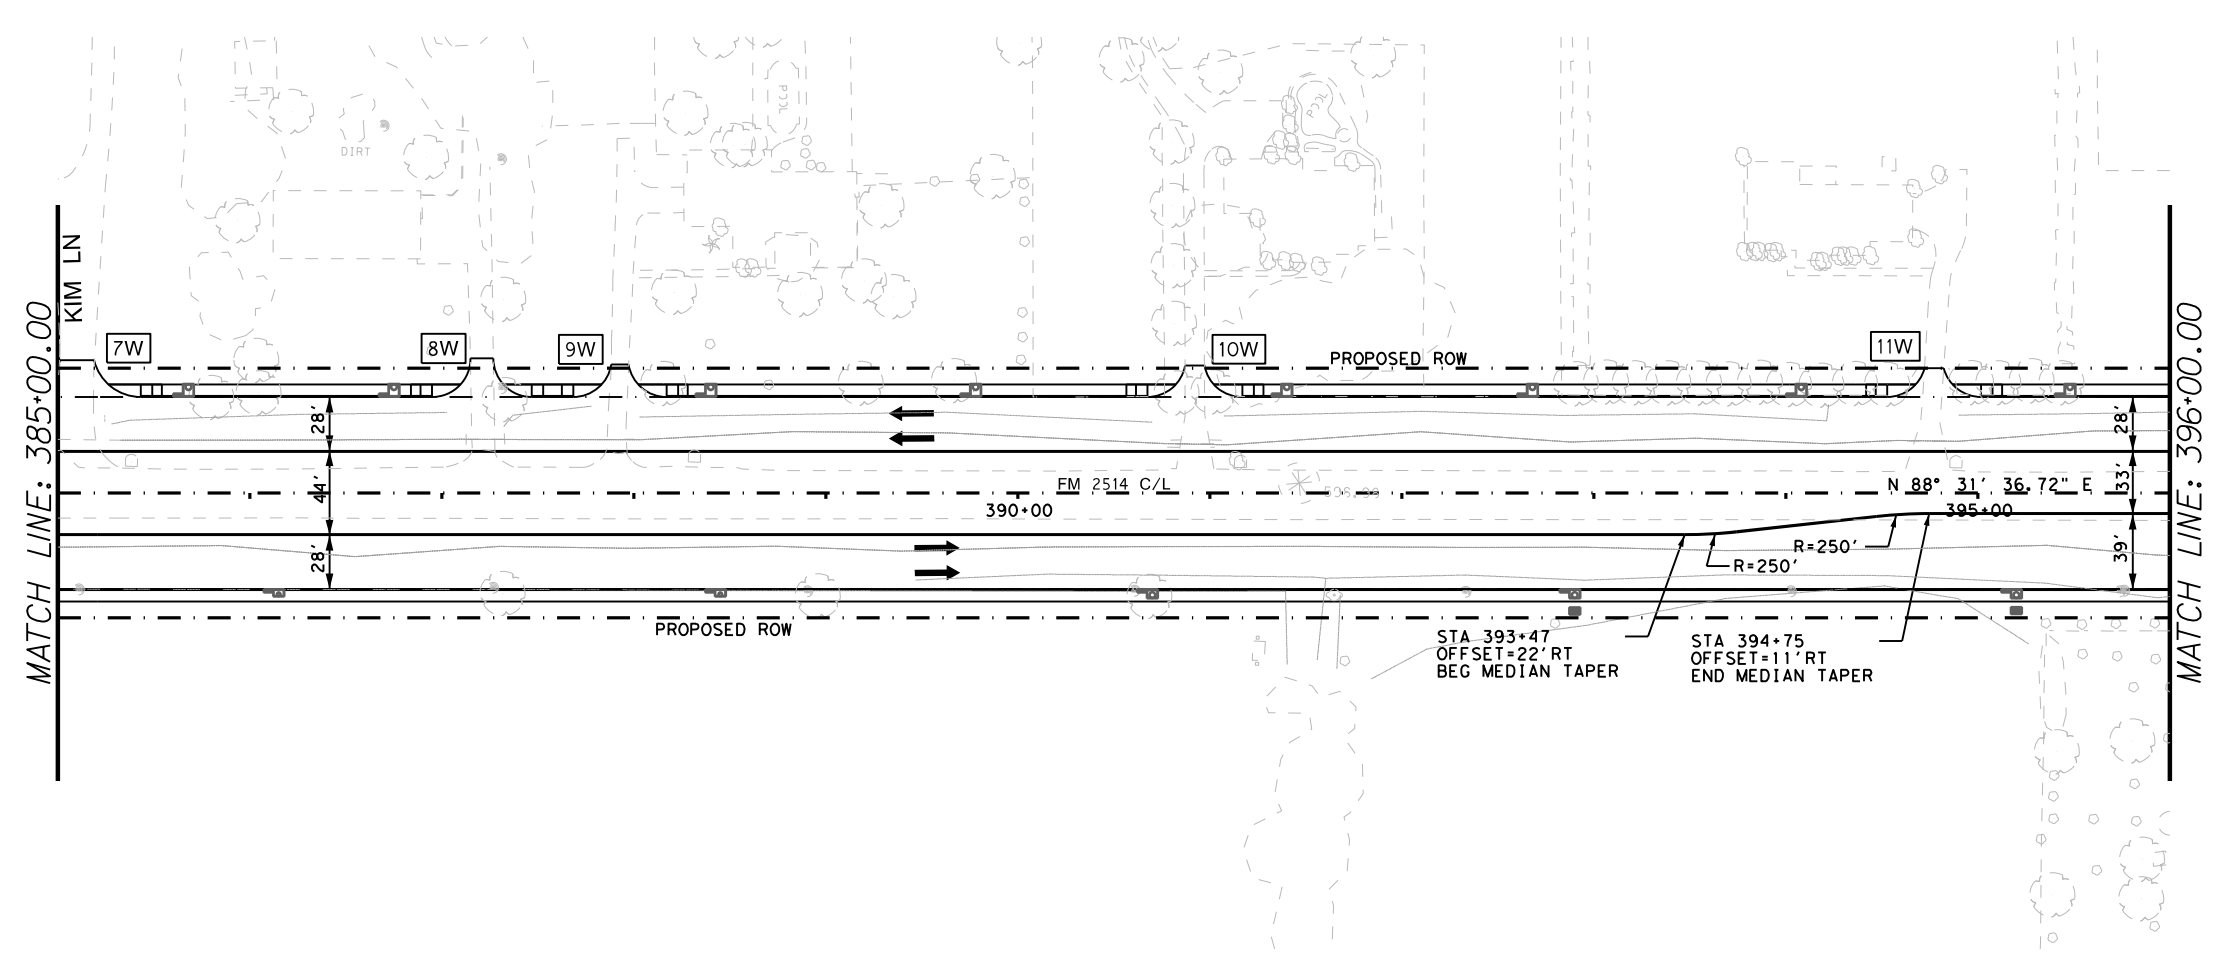 POOL
POOL
DIRT
KIM LN
MATCH LINE: 385+00.00
MATCH LINE: 396+00.00
7W
8W
9W
10W
11W
PROPOSED ROW
28'
28'
44'
33'
FM 2514 C/L
N 88° 31' 36.72" E
390+00
395+00
28'
39'
R=250'
R=250'
PROPOSED ROW
STA 393+47
OFFSET=22'RT
BEG MEDIAN TAPER
STA 394+75
OFFSET=11'RT
END MEDIAN TAPER